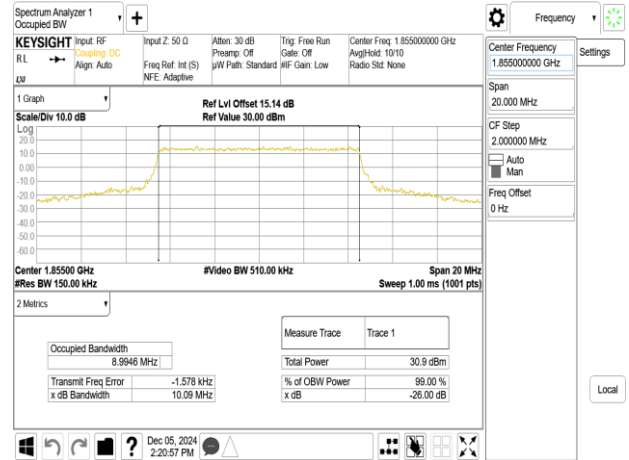 Spectrum Analyzer 1
Occupied BW
+
Frequency
KEYSIGHT
RL
LXI
Input: RF
Coupling: DC
Align: Auto
Input Z: 50 Ω
Freq Ref: Int (S)
NFE: Adaptive
Atten: 30 dB
Preamp: Off
µW Path: Standard
Trig: Free Run
Gate: Off
#IF Gain: Low
Center Freq: 1.855000000 GHz
Avg|Hold: 10/10
Radio Std: None
Center Frequency
1.855000000 GHz
Settings
Span
20.000 MHz
CF Step
2.000000 MHz
Auto
Man
Freq Offset
0 Hz
Local
1 Graph
Scale/Div 10.0 dB
Ref Lvl Offset 15.14 dB
Ref Value 30.00 dBm
Log
20.0
10.0
0.00
-10.0
-20.0
-30.0
-40.0
-50.0
-60.0
Center 1.85500 GHz
#Video BW 510.00 kHz
Span 20 MHz
#Res BW 150.00 kHz
Sweep 1.00 ms (1001 pts)
2 Metrics
Occupied Bandwidth
8.9946 MHz
Transmit Freq Error -1.578 kHz
x dB Bandwidth 10.09 MHz
Measure Trace Trace 1
Total Power 30.9 dBm
% of OBW Power 99.00 %
x dB -26.00 dB
?
Dec 05, 2024
2:20:57 PM